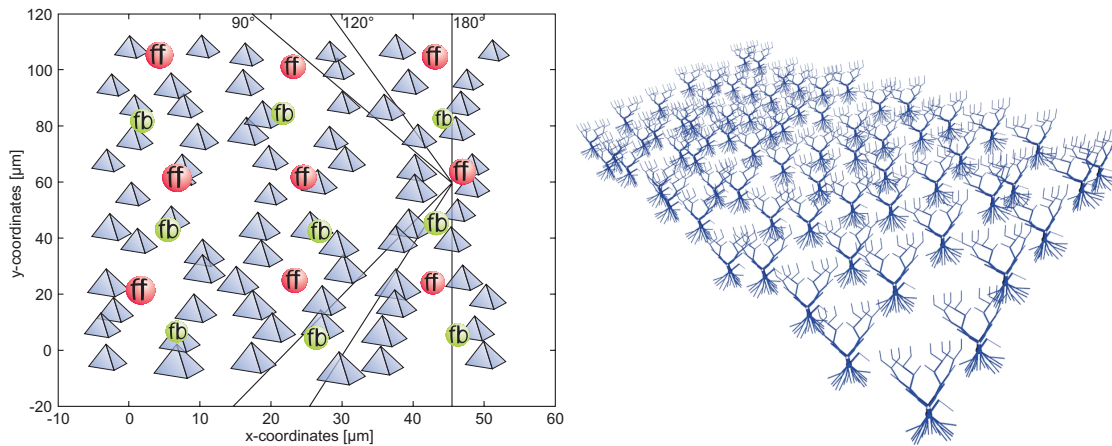 120
90°
120°
180°
ff
ff
ff
100
fb
fb
fb
80
ff
ff
ff
60
fb
fb
fb
40
ff
ff
ff
20
fb
fb
fb
0
-20
-10 0 10 20 30 40 50 60
x-coordinates [µm]
y-coordinates [µm]